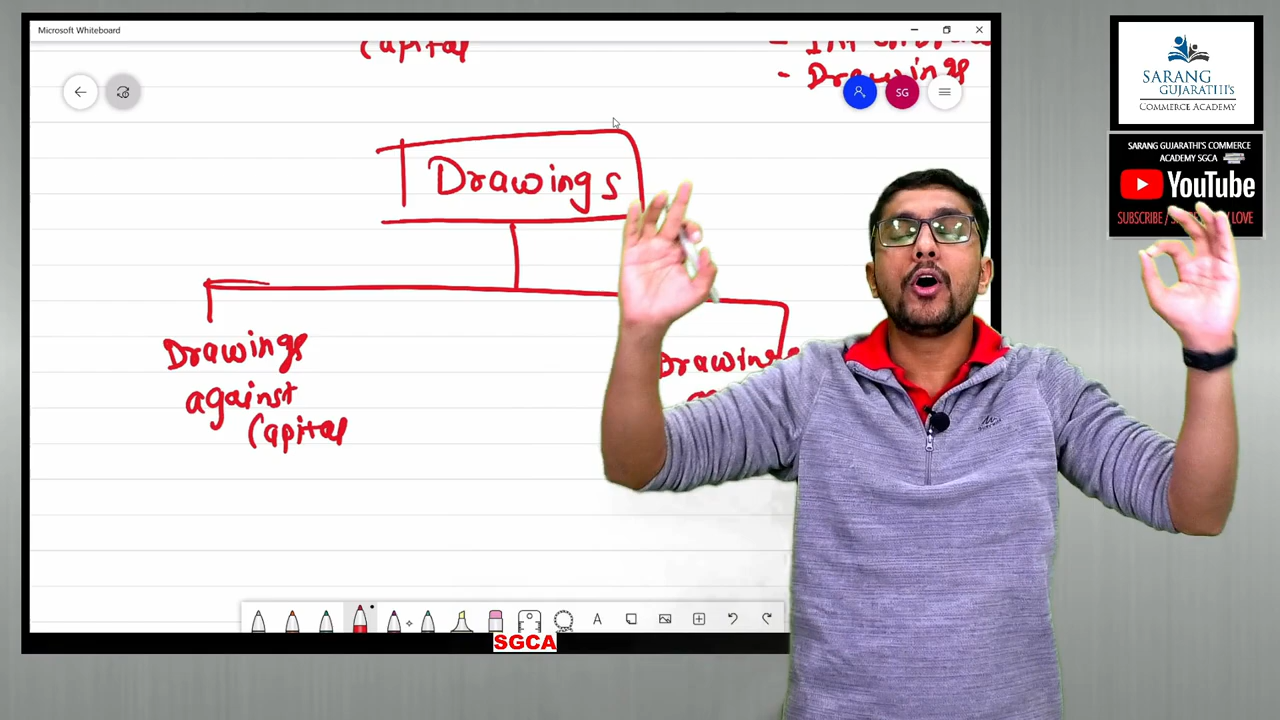 Microsoft Whiteboard
Capital
- Drawings
SG
Drawings
Drawings
against
Capital
Drawings
A
SGCA
SARANG
GUJARATHI'S
COMMERCE ACADEMY
SARANG GUJARATHI'S COMMERCE
ACADEMY SGCA
YouTube
SUBSCRIBE /
/ LOVE